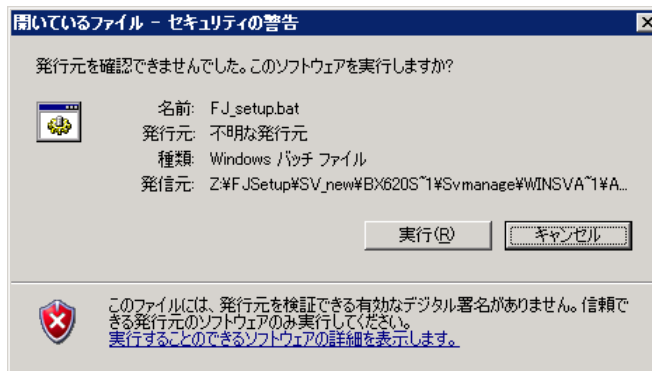 開いているファイル - セキュリティの警告
発行元を確認できませんでした。このソフトウェアを実行しますか?
名前: FJ_setup.bat
発行元: 不明な発行元
種類: Windows バッチ ファイル
発信元: Z:¥FJSetup¥SV_new¥BX620S~1¥Svmanage¥WINSVA~1¥A...
実行(R) キャンセル
このファイルには、発行元を検証できる有効なデジタル署名がありません。信頼で
きる発行元のソフトウェアのみ実行してください。
実行することのできるソフトウェアの詳細を表示します。